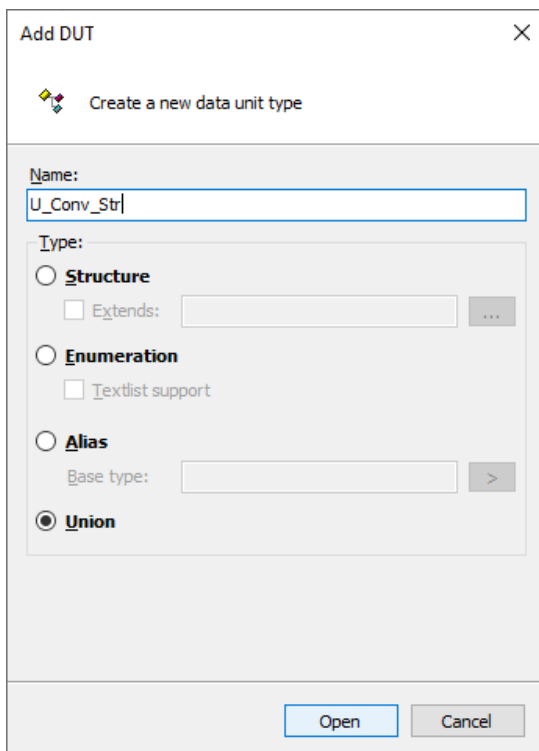 Add DUT
Create a new data unit type
Name:
U_Conv_Str
Type:
Structure
Extends:
...
Enumeration
Textlist support
Alias
Base type:
>
Union
Open
Cancel